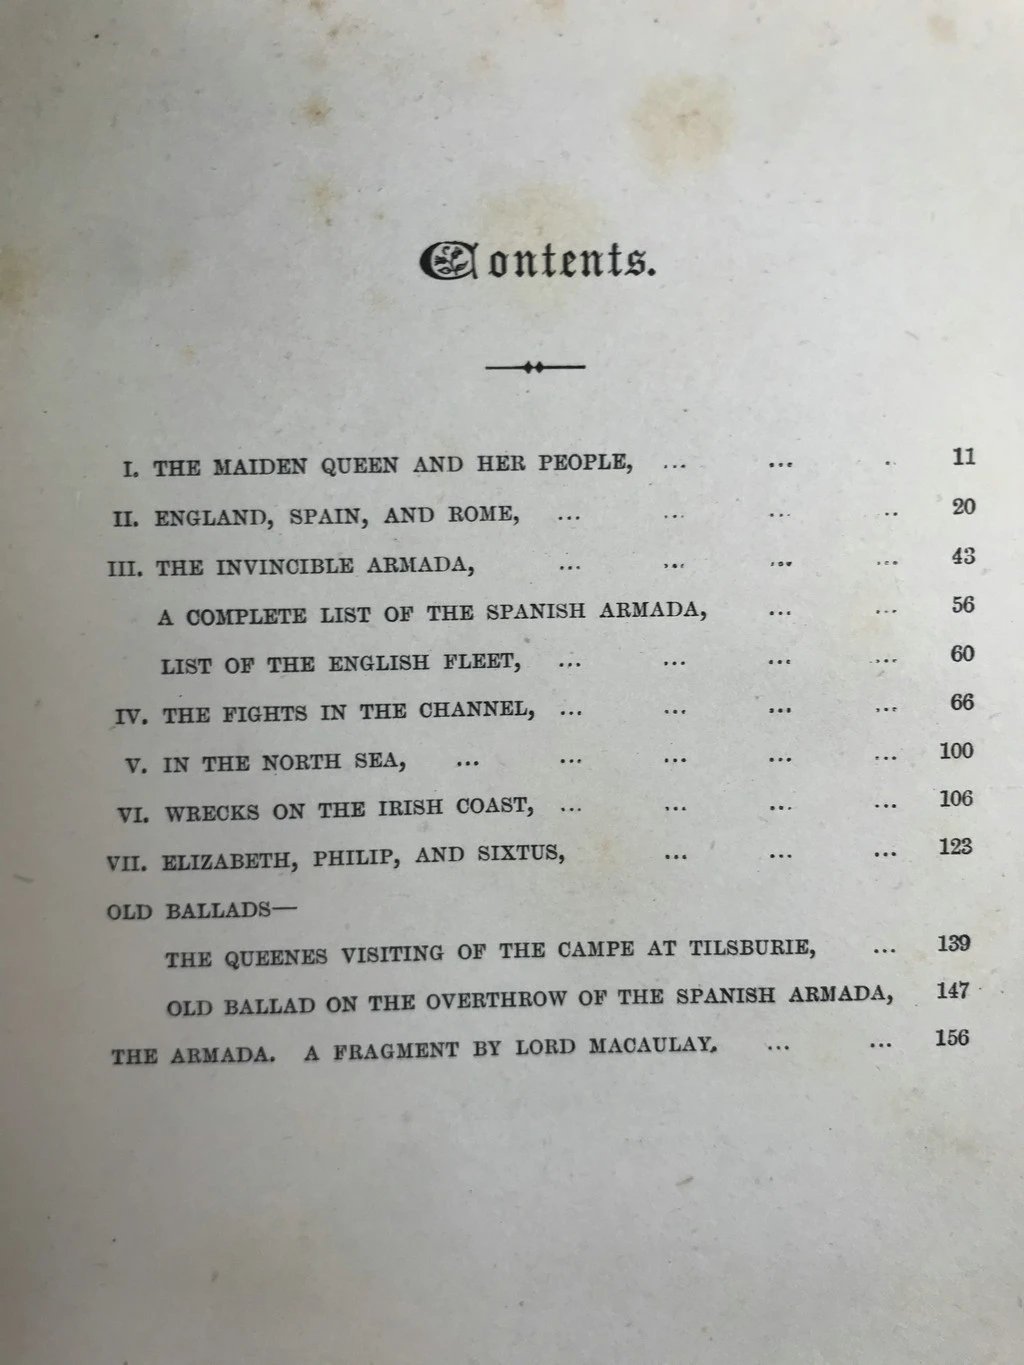 Contents.
I. THE MAIDEN QUEEN AND HER PEOPLE, ... ... .. 11
II. ENGLAND, SPAIN, AND ROME, ... ... ... .. 20
III. THE INVINCIBLE ARMADA, ... ... ... ... 43
A COMPLETE LIST OF THE SPANISH ARMADA, ... ... 56
LIST OF THE ENGLISH FLEET, ... ... ... ... 60
IV. THE FIGHTS IN THE CHANNEL, ... ... ... ... 66
V. IN THE NORTH SEA, ... ... ... ... ... 100
VI. WRECKS ON THE IRISH COAST, ... ... ... ... 106
VII. ELIZABETH, PHILIP, AND SIXTUS, ... ... ... 123
OLD BALLADS—
THE QUEENES VISITING OF THE CAMPE AT TILSBURIE, ... 139
OLD BALLAD ON THE OVERTHROW OF THE SPANISH ARMADA, 147
THE ARMADA. A FRAGMENT BY LORD MACAULAY. ... ... 156